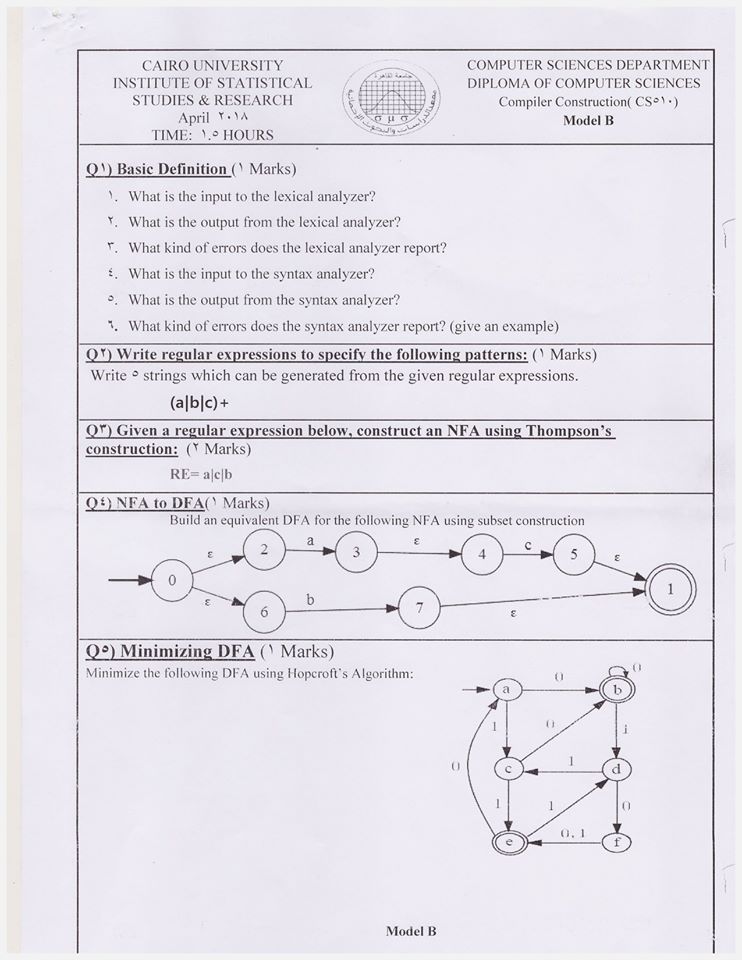 CAIRO UNIVERSITY
INSTITUTE OF STATISTICAL
STUDIES & RESEARCH
April ٢٠١٨
TIME: ١.٥ HOURS
جامعة القاهرة
σ μ σ
COMPUTER SCIENCES DEPARTMENT
DIPLOMA OF COMPUTER SCIENCES
Compiler Construction( CS٥١٠)
Model B
Q١) Basic Definition (١ Marks)
١. What is the input to the lexical analyzer?
٢. What is the output from the lexical analyzer?
٣. What kind of errors does the lexical analyzer report?
٤. What is the input to the syntax analyzer?
٥. What is the output from the syntax analyzer?
٦. What kind of errors does the syntax analyzer report? (give an example)
Q٢) Write regular expressions to specify the following patterns: (١ Marks)
Write ٥ strings which can be generated from the given regular expressions.
(a|b|c)+
Q٣) Given a regular expression below, construct an NFA using Thompson's
construction: (٢ Marks)
RE= a|c|b
Q٤) NFA to DFA(١ Marks)
Build an equivalent DFA for the following NFA using subset construction
0 ε 2 a 3 ε 4 c 5 ε 1
ε 6 b 7 ε
Q٥) Minimizing DFA (١ Marks)
Minimize the following DFA using Hopcroft's Algorithm:
a 0 b 0
1 0 1
0 c 1 d
1 1 0
e 0, 1 f
Model B